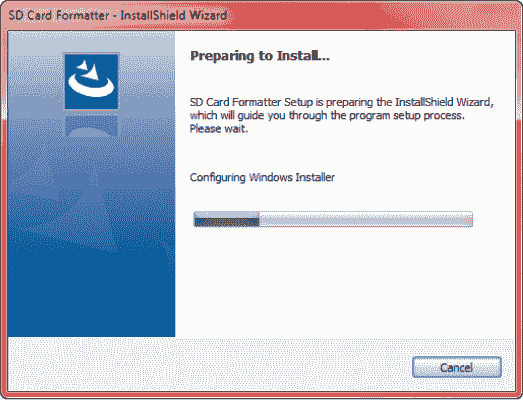 SD Card Formatter - InstallShield Wizard
Preparing to Install...
SD Card Formatter Setup is preparing the InstallShield Wizard,
which will guide you through the program setup process.
Please wait.
Configuring Windows Installer
Cancel